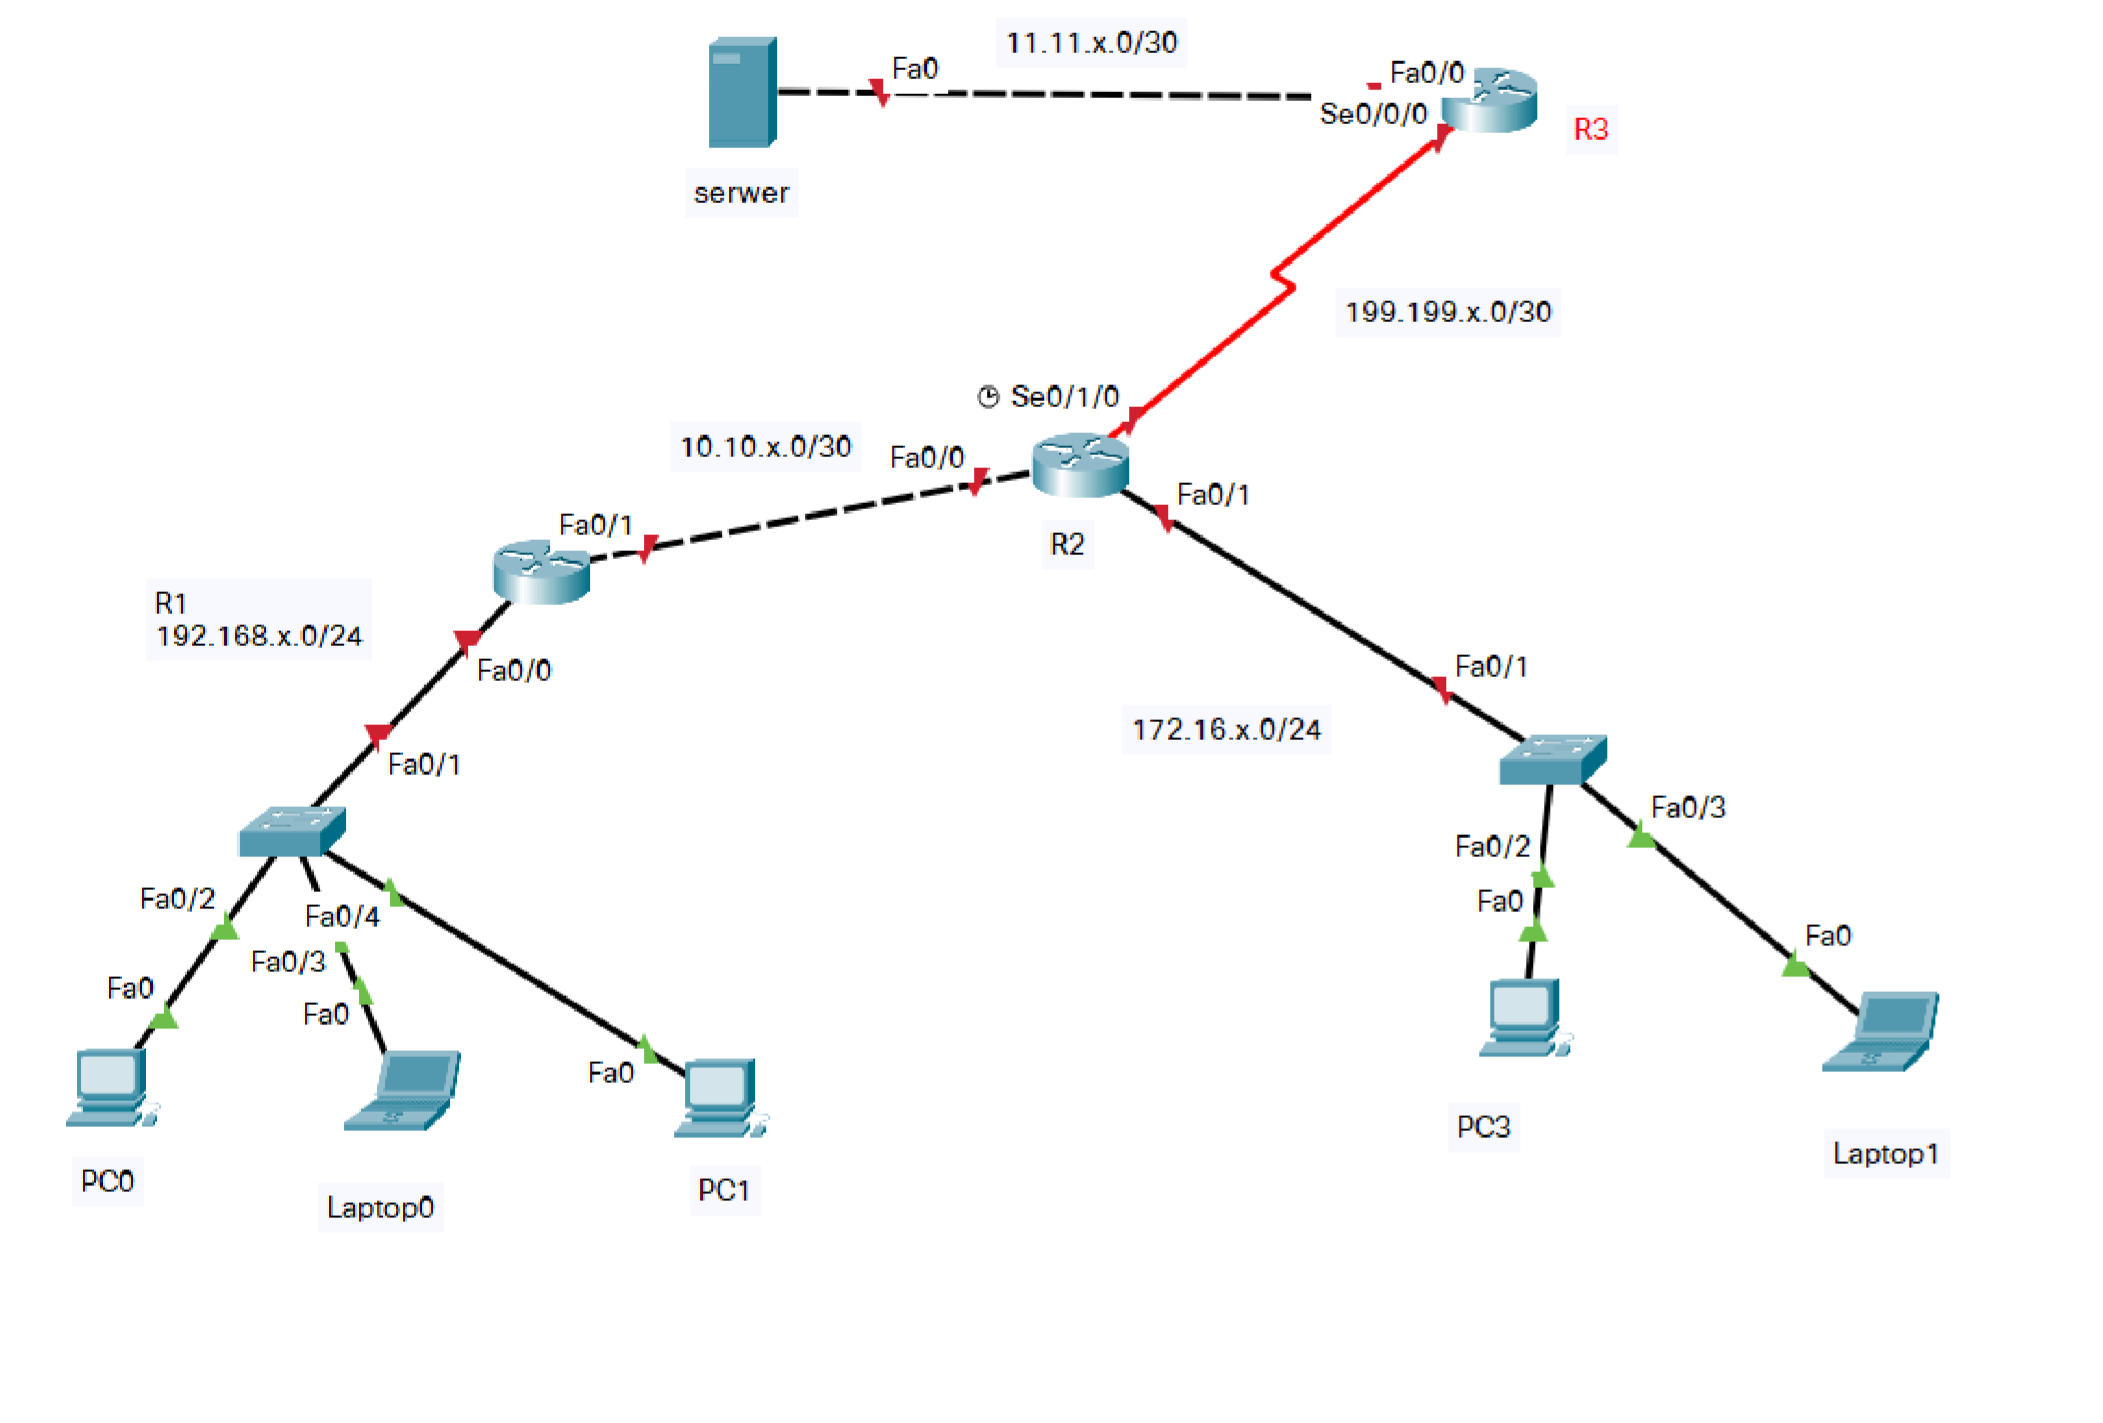 11.11.x.0/30
Fa0
Fa0/0
Se0/0/0
R3
serwer
199.199.x.0/30
Se0/1/0
10.10.x.0/30
Fa0/0
Fa0/1
R2
Fa0/1
R1
192.168.x.0/24
Fa0/0
Fa0/1
172.16.x.0/24
Fa0/1
Fa0/2
Fa0/4
Fa0/3
Fa0
Fa0
Fa0
Fa0/3
Fa0/2
Fa0
Fa0
PC0
Laptop0
PC1
PC3
Laptop1